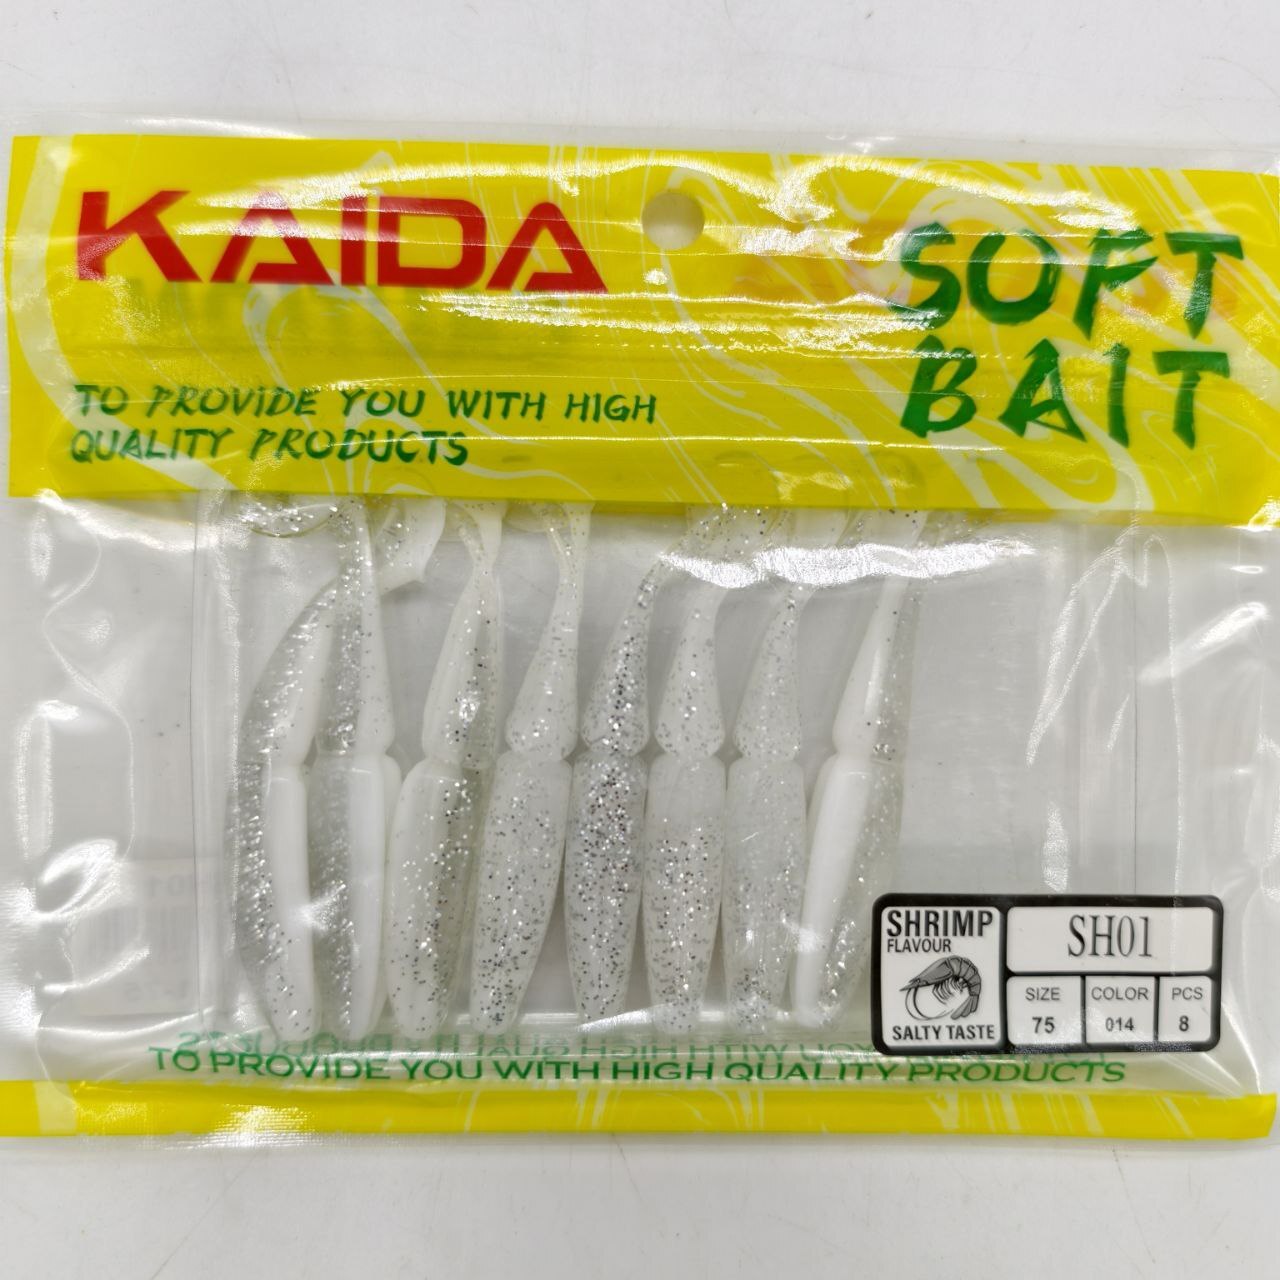 KAIDA
SOFT
BAIT
TO PROVIDE YOU WITH HIGH
QUALITY PRODUCTS
SHRIMP
FLAVOUR
SALTY TASTE
SH01
SIZE
75
COLOR
014
PCS
8
TO PROVIDE YOU WITH HIGH QUALITY PRODUCTS